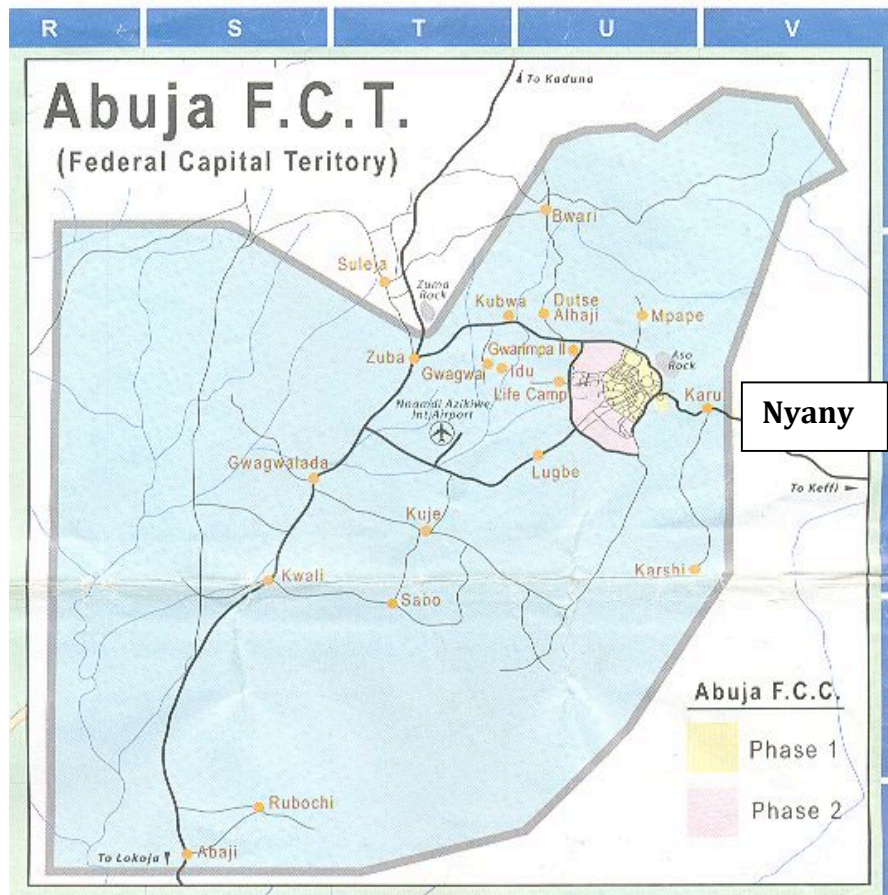 R S T U V
To Kaduna
Abuja F.C.T.
(Federal Capital Teritory)
Bwari
Suleja
Zuma
Rock
Kubwa
Dutse
Alhaji
Mpape
Zuba
Gwarimpa II
Aso
Rock
Gwagwa
Idu
Life Camp
Karu
Nyany
Nnamdi Azikiwe
Int. Airport
Gwagwalada
Lugbe
To Keffi
Kuje
Kwali
Karshi
Sabo
Abuja F.C.C.
Phase 1
Phase 2
Rubochi
To Lokoja
Abaji